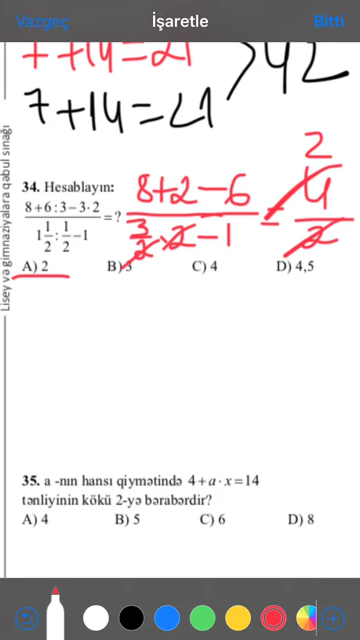 Vazgeç İşaretle Bitti
7+14=21 >42
7+14=21
Lisey və gimnaziyalara qəbul sınağı
34. Hesablayın:
8+6:3−3·2 / 1 1/2 : 1/2 −1 =? 8+2−6 / 3/2 · 2 −1 = 4/2 2
A) 2 B) 3 C) 4 D) 4,5
35. a -nın hansı qiymətində 4+a·x=14
tənliyinin kökü 2-yə bərabərdir?
A) 4 B) 5 C) 6 D) 8